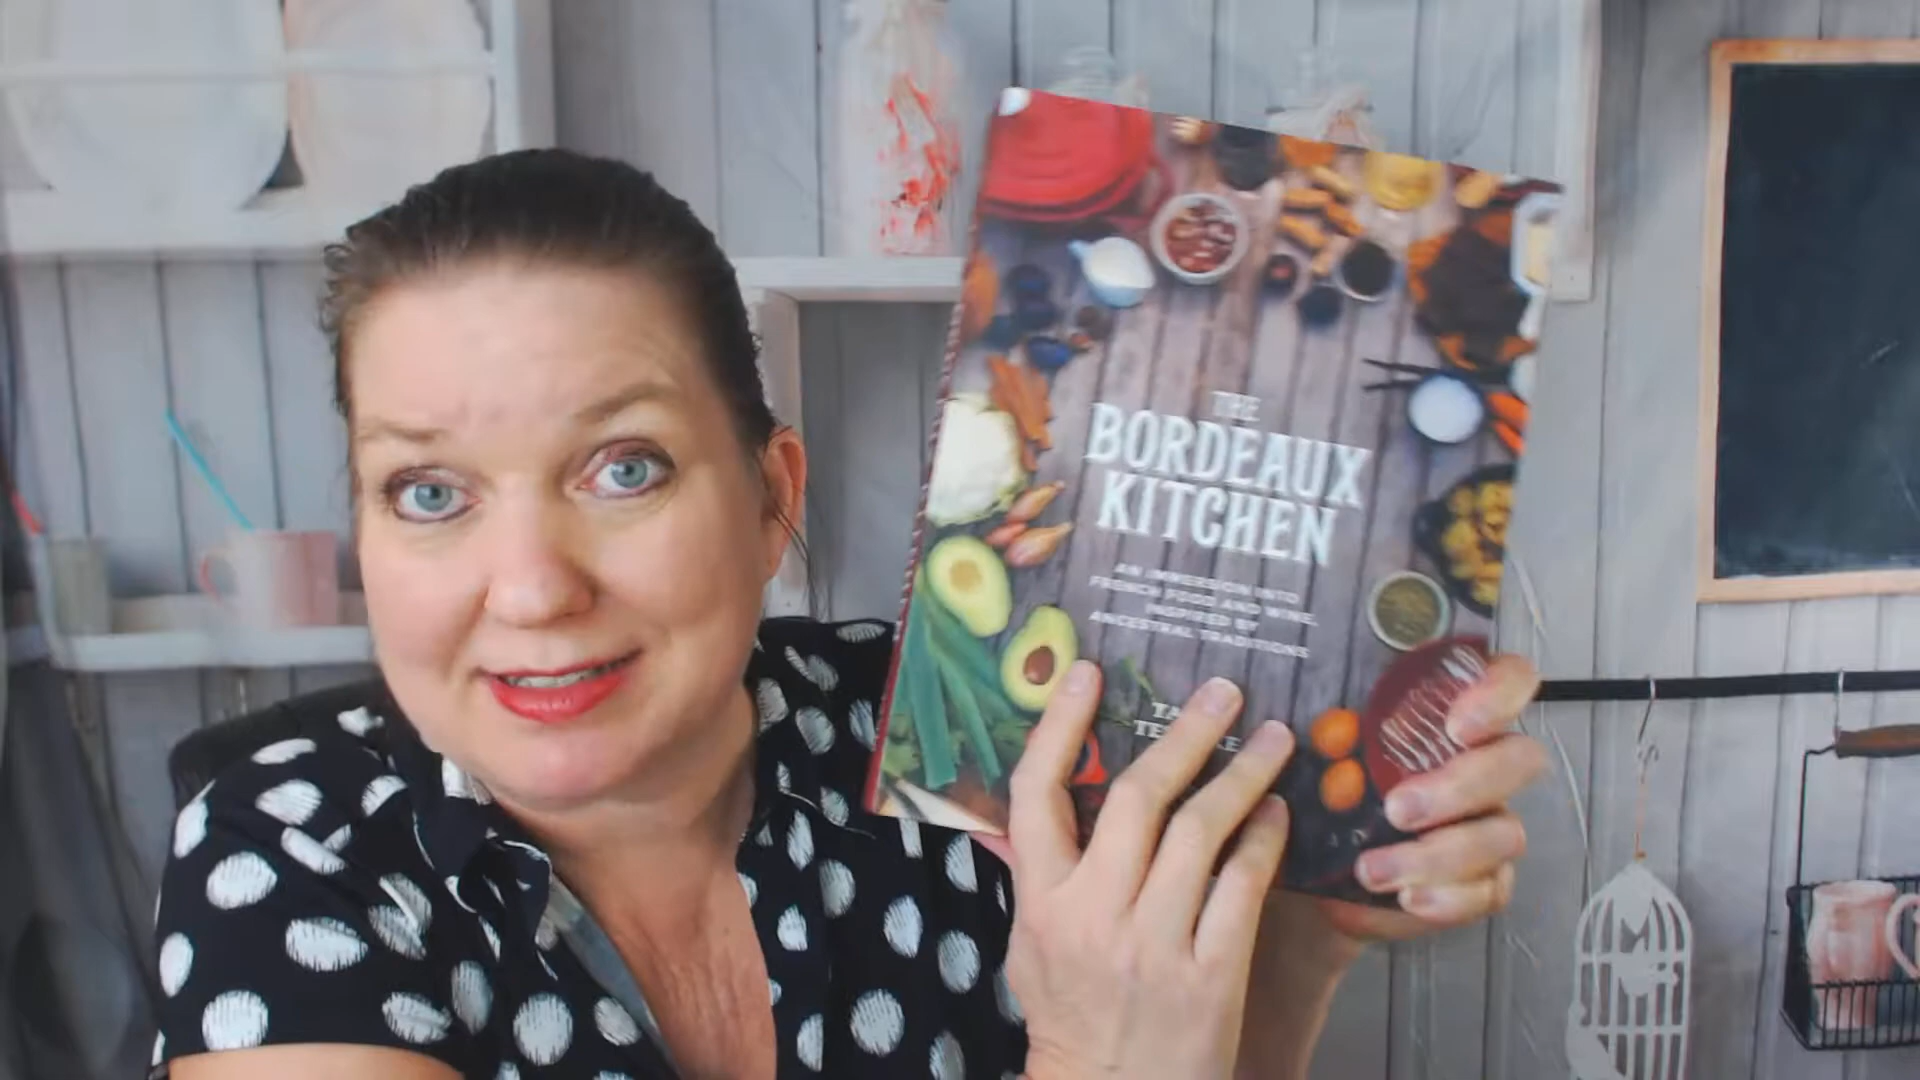 THE
BORDEAUX
KITCHEN
AN IMMERSION INTO
FRENCH FOOD AND WINE,
INSPIRED BY
ANCESTRAL TRADITIONS